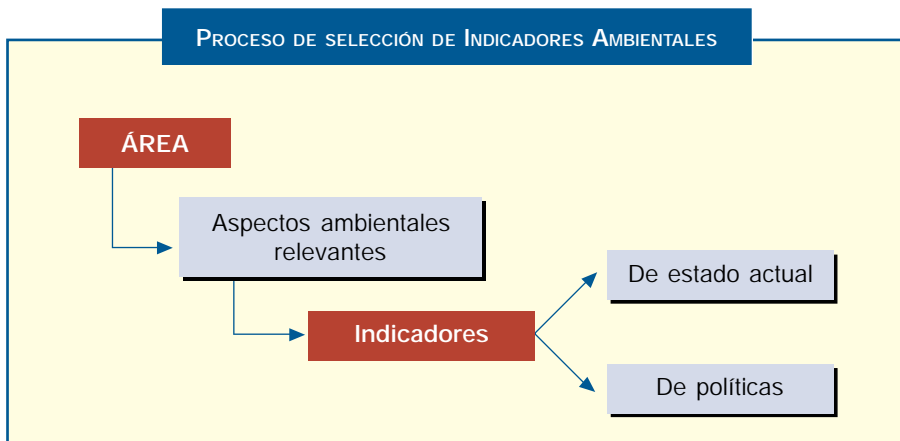 PROCESO DE SELECCIÓN DE INDICADORES AMBIENTALES
ÁREA
Aspectos ambientales
relevantes
De estado actual
Indicadores
De políticas